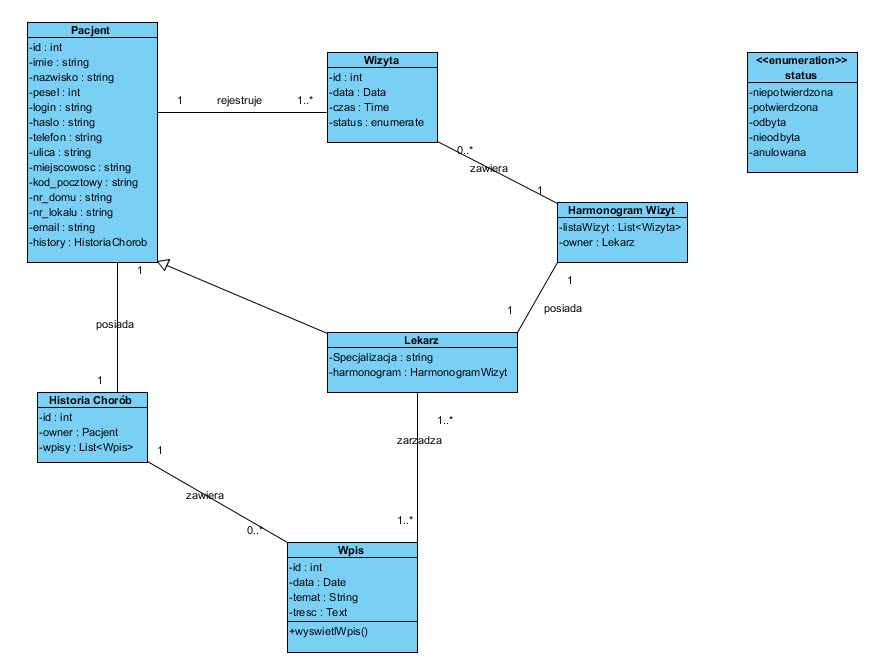 Pacjent
-id : int
-imie : string
-nazwisko : string
-pesel : int
-login : string
-haslo : string
-telefon : string
-ulica : string
-miejscowosc : string
-kod_pocztowy : string
-nr_domu : string
-nr_lokalu : string
-email : string
-history : HistoriaChorob
1 rejestruje 1..*
Wizyta
-id : int
-data : Data
-czas : Time
-status : enumerate
<<enumeration>>
status
-niepotwierdzona
-potwierdzona
-odbyta
-nieodbyta
-anulowana
0..*
zawiera
1
Harmonogram Wizyt
-listaWizyt : List<Wizyta>
-owner : Lekarz
1
posiada
1
1
posiada
1
Lekarz
-Specjalizacja : string
-harmonogram : HarmonogramWizyt
Historia Chorób
-id : int
-owner : Pacjent
-wpisy : List<Wpis>
1
zawiera
0..*
1..*
zarzadza
1..*
Wpis
-id : int
-data : Date
-temat : String
-tresc : Text
+wyswietlWpis()